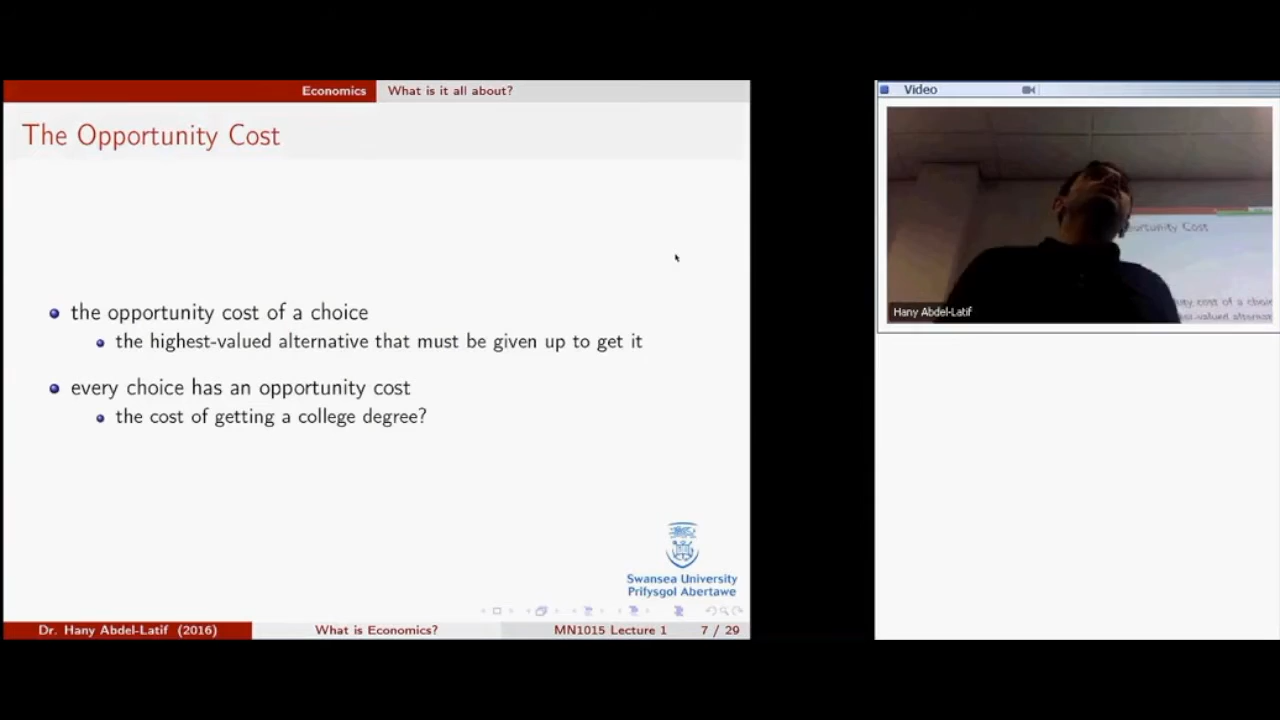 Economics What is it all about?
The Opportunity Cost
the opportunity cost of a choice
the highest-valued alternative that must be given up to get it
every choice has an opportunity cost
the cost of getting a college degree?
Swansea University
Prifysgol Abertawe
Dr. Hany Abdel-Latif (2016) What is Economics? MN1015 Lecture 1 7 / 29
Video
Cost
cost of a
Hany Abdel-Latif